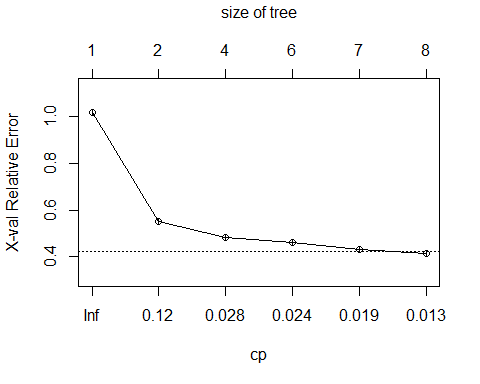 size of tree
1 2 4 6 7 8
X-val Relative Error
1.0
0.8
0.6
0.4
Inf 0.12 0.028 0.024 0.019 0.013
cp